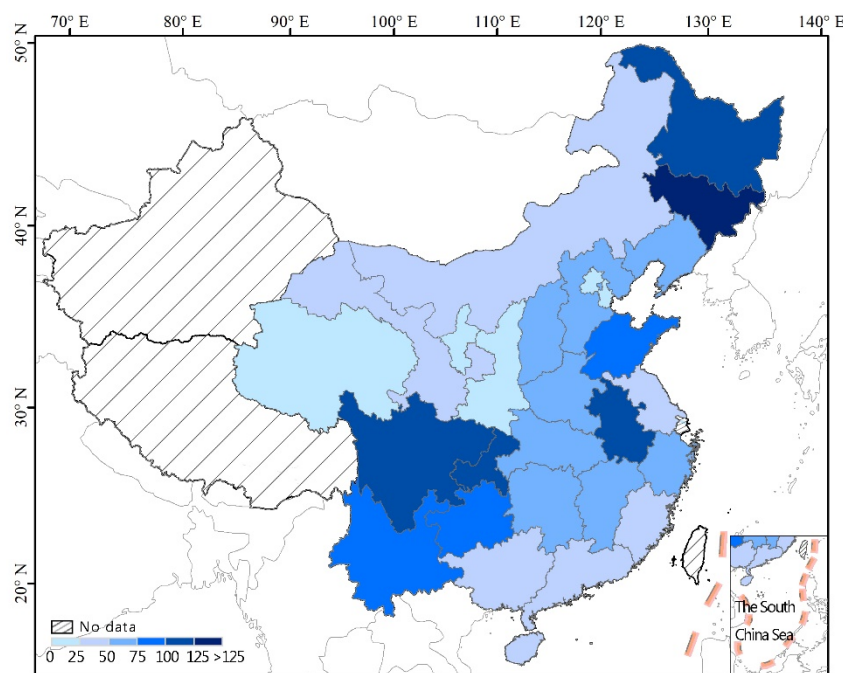 70° E 80° E 90° E 100° E 110° E 120° E 130° E 140° E
50° N
40° N
30° N
20° N
No data
0 25 50 75 100 125 >125
The South
China Sea